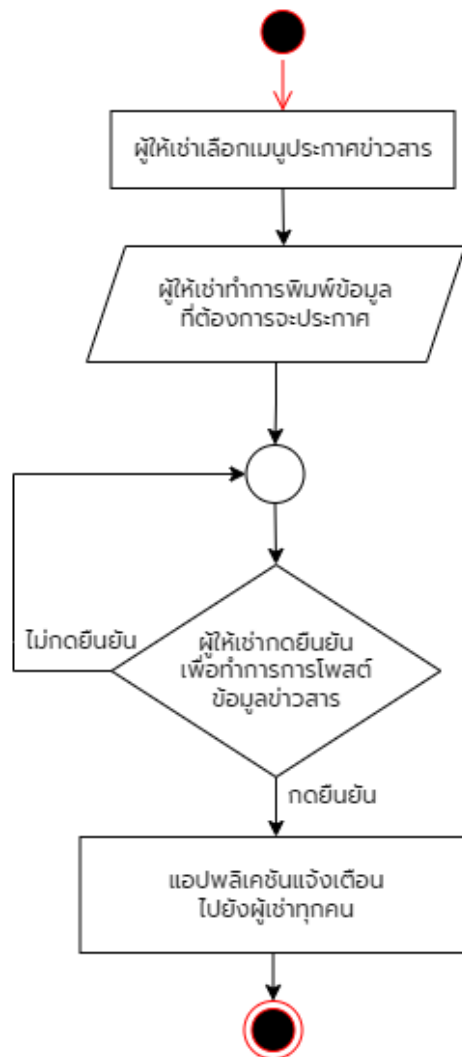 ผู้ให้เช่าเลือกเมนูประกาศข่าวสาร
ผู้ให้เช่าทำการพิมพ์ข้อมูล
ที่ต้องการจะประกาศ
ไม่กดยืนยัน
ผู้ให้เช่ากดยืนยัน
เพื่อทำการการโพสต์
ข้อมูลข่าวสาร
กดยืนยัน
แอปพลิเคชันแจ้งเตือน
ไปยังผู้เช่าทุกคน